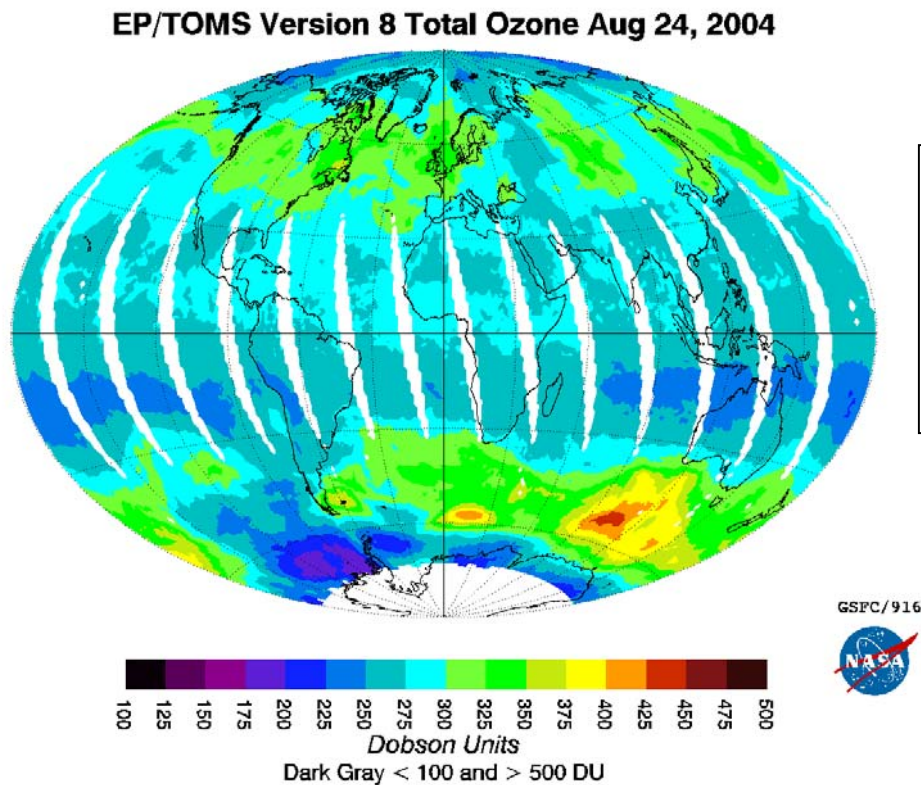 EP/TOMS Version 8 Total Ozone Aug 24, 2004
GSFC/916
NASA
100 125 150 175 200 225 250 275 300 325 350 375 400 425 450 475 500
Dobson Units
Dark Gray < 100 and > 500 DU